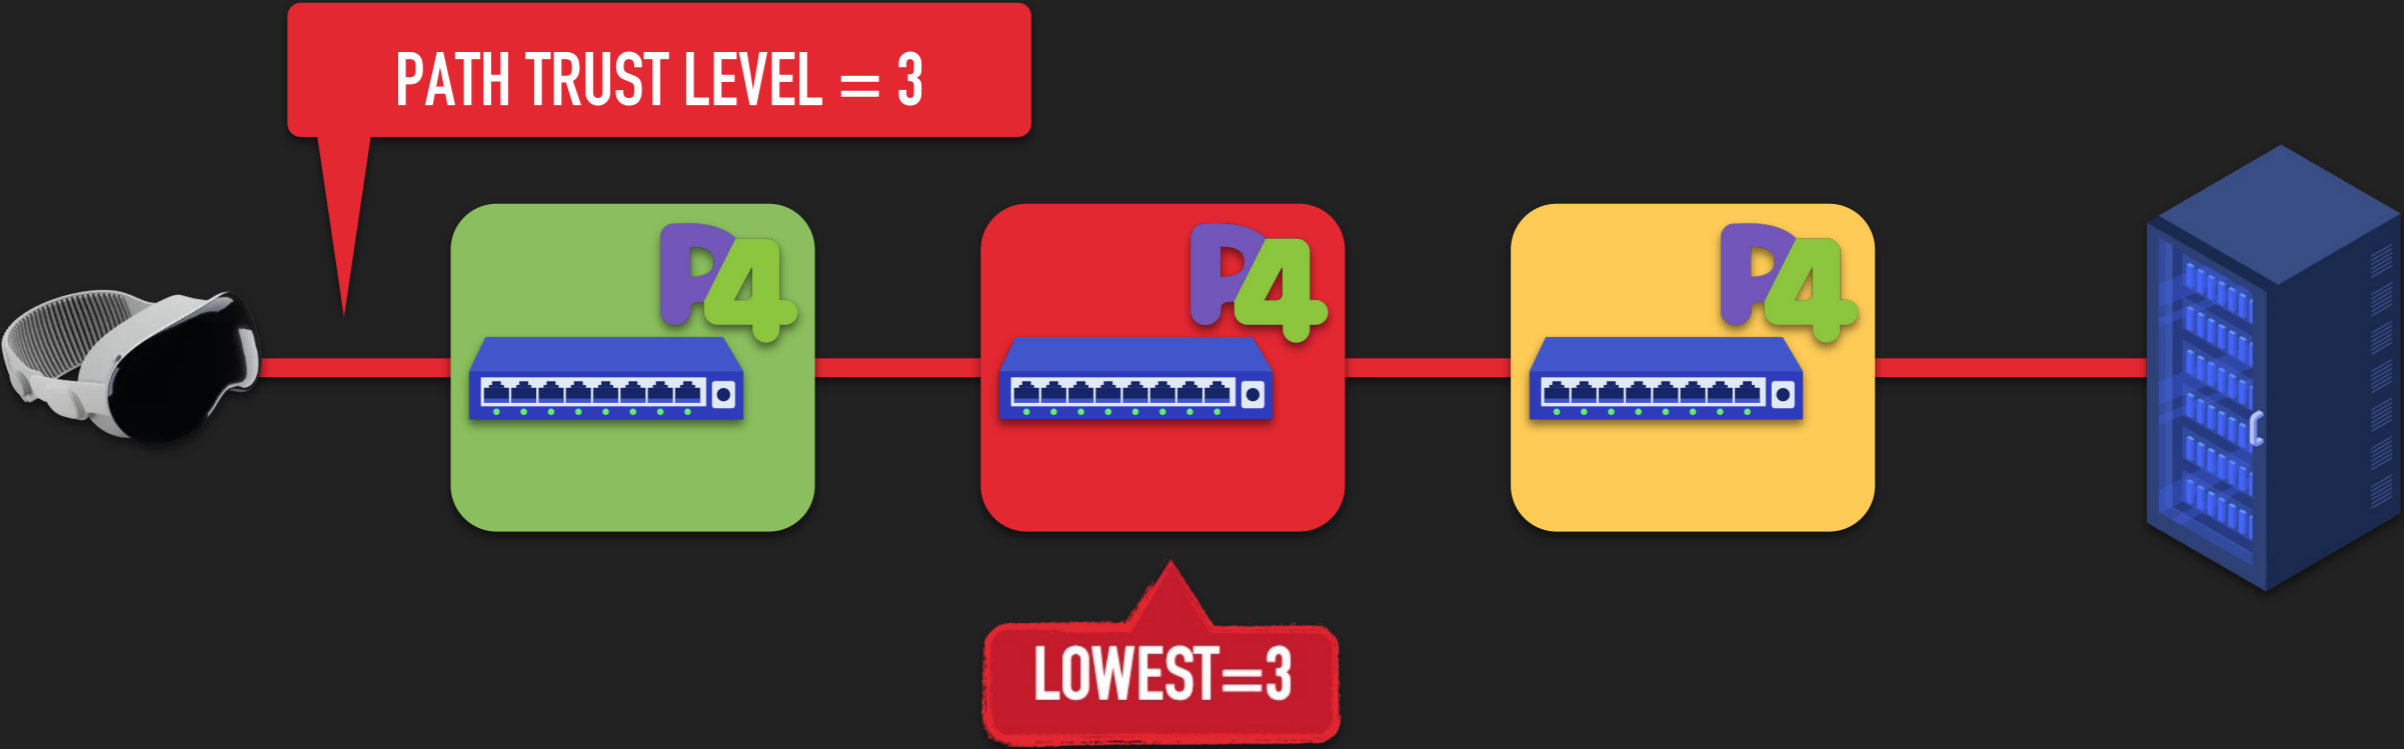 PATH TRUST LEVEL = 3
P4
P4
P4
LOWEST=3